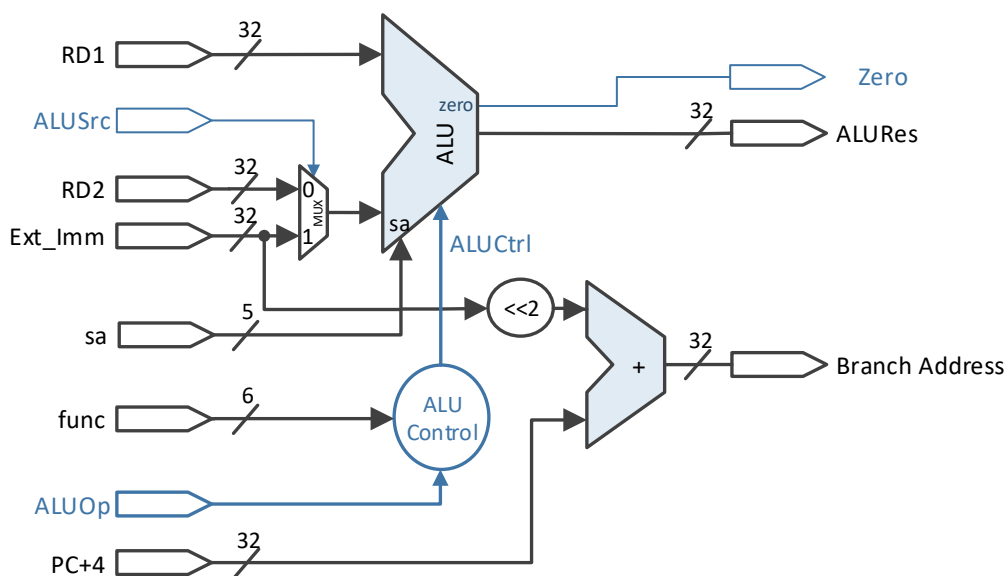 32
RD1
Zero
zero
ALUSrc
32
ALU
ALURes
32
RD2
0
MUX
32
Ext_Imm
1
sa
ALUCtrl
<<2
5
sa
32
+
Branch Address
6
func
ALU
Control
ALUOp
32
PC+4